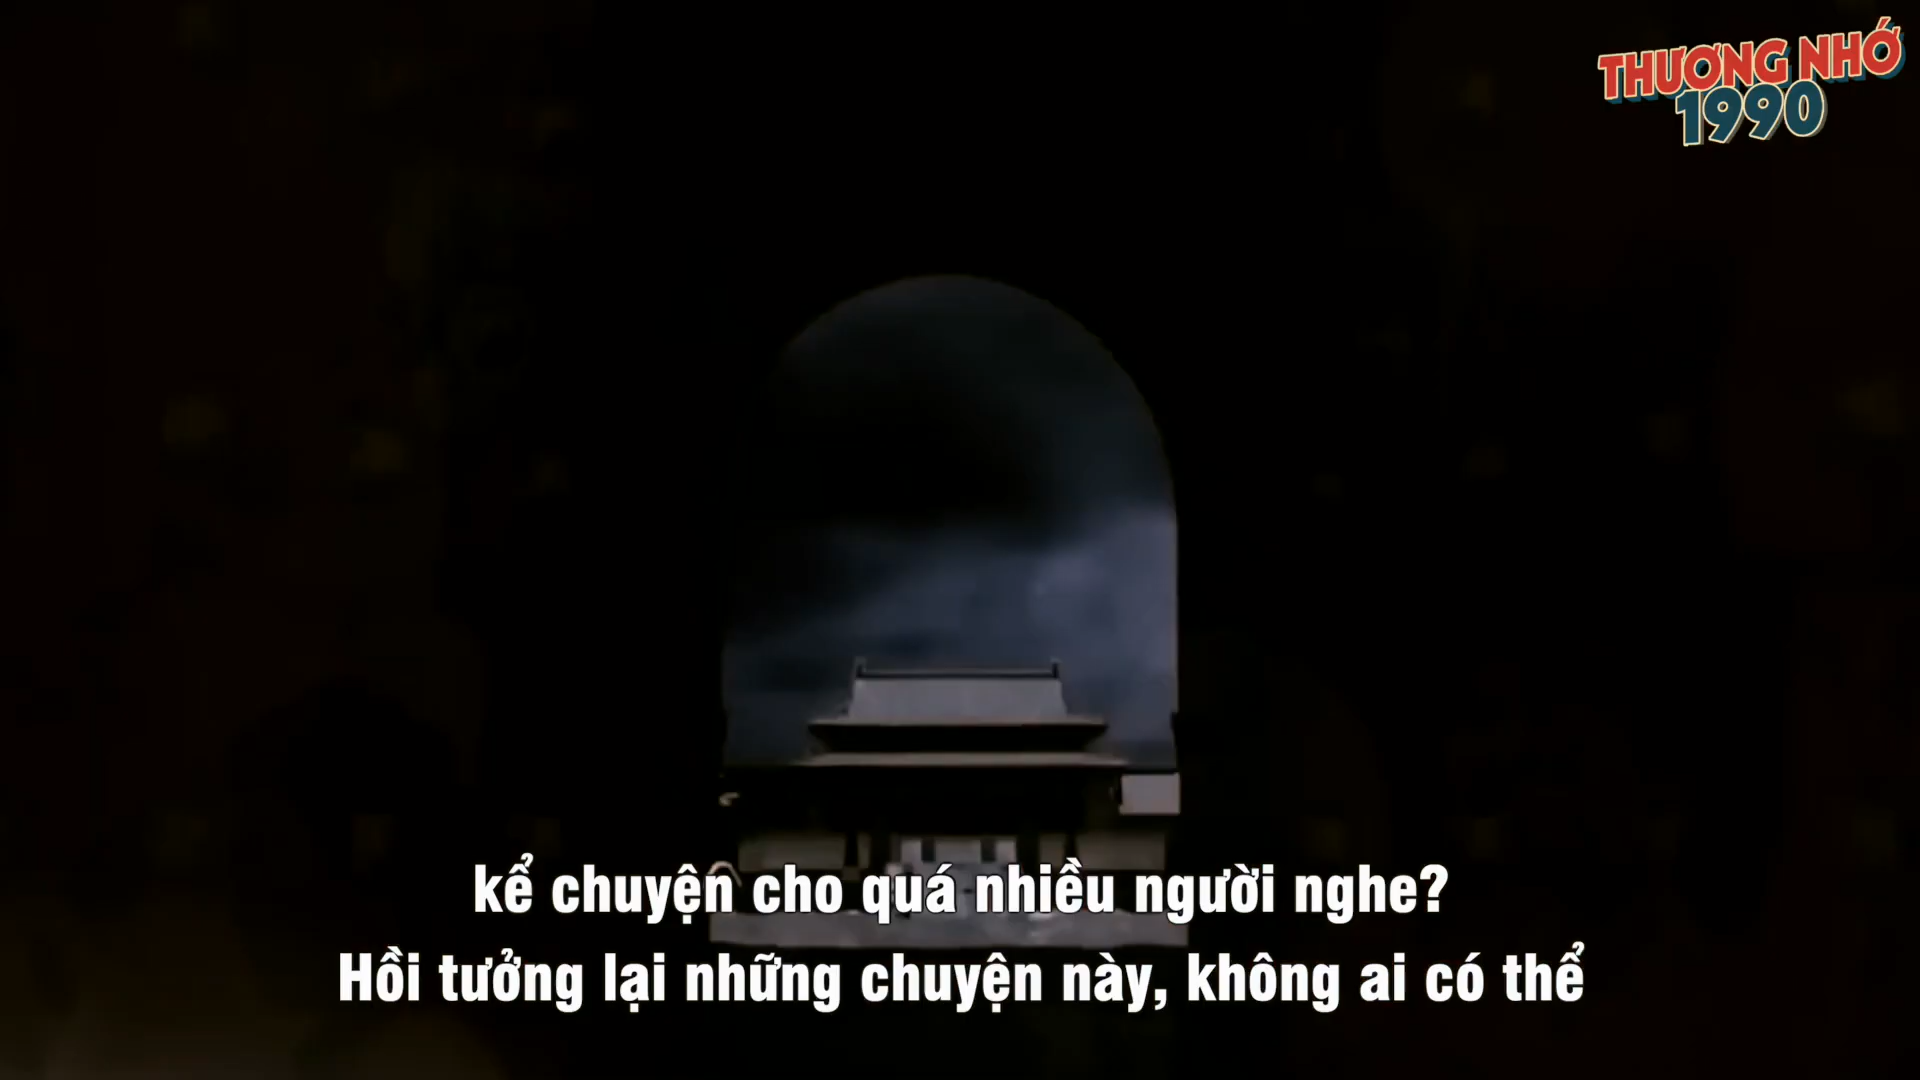 THƯƠNG NHỚ
1990
kể chuyện cho quá nhiều người nghe?
Hồi tưởng lại những chuyện này, không ai có thể